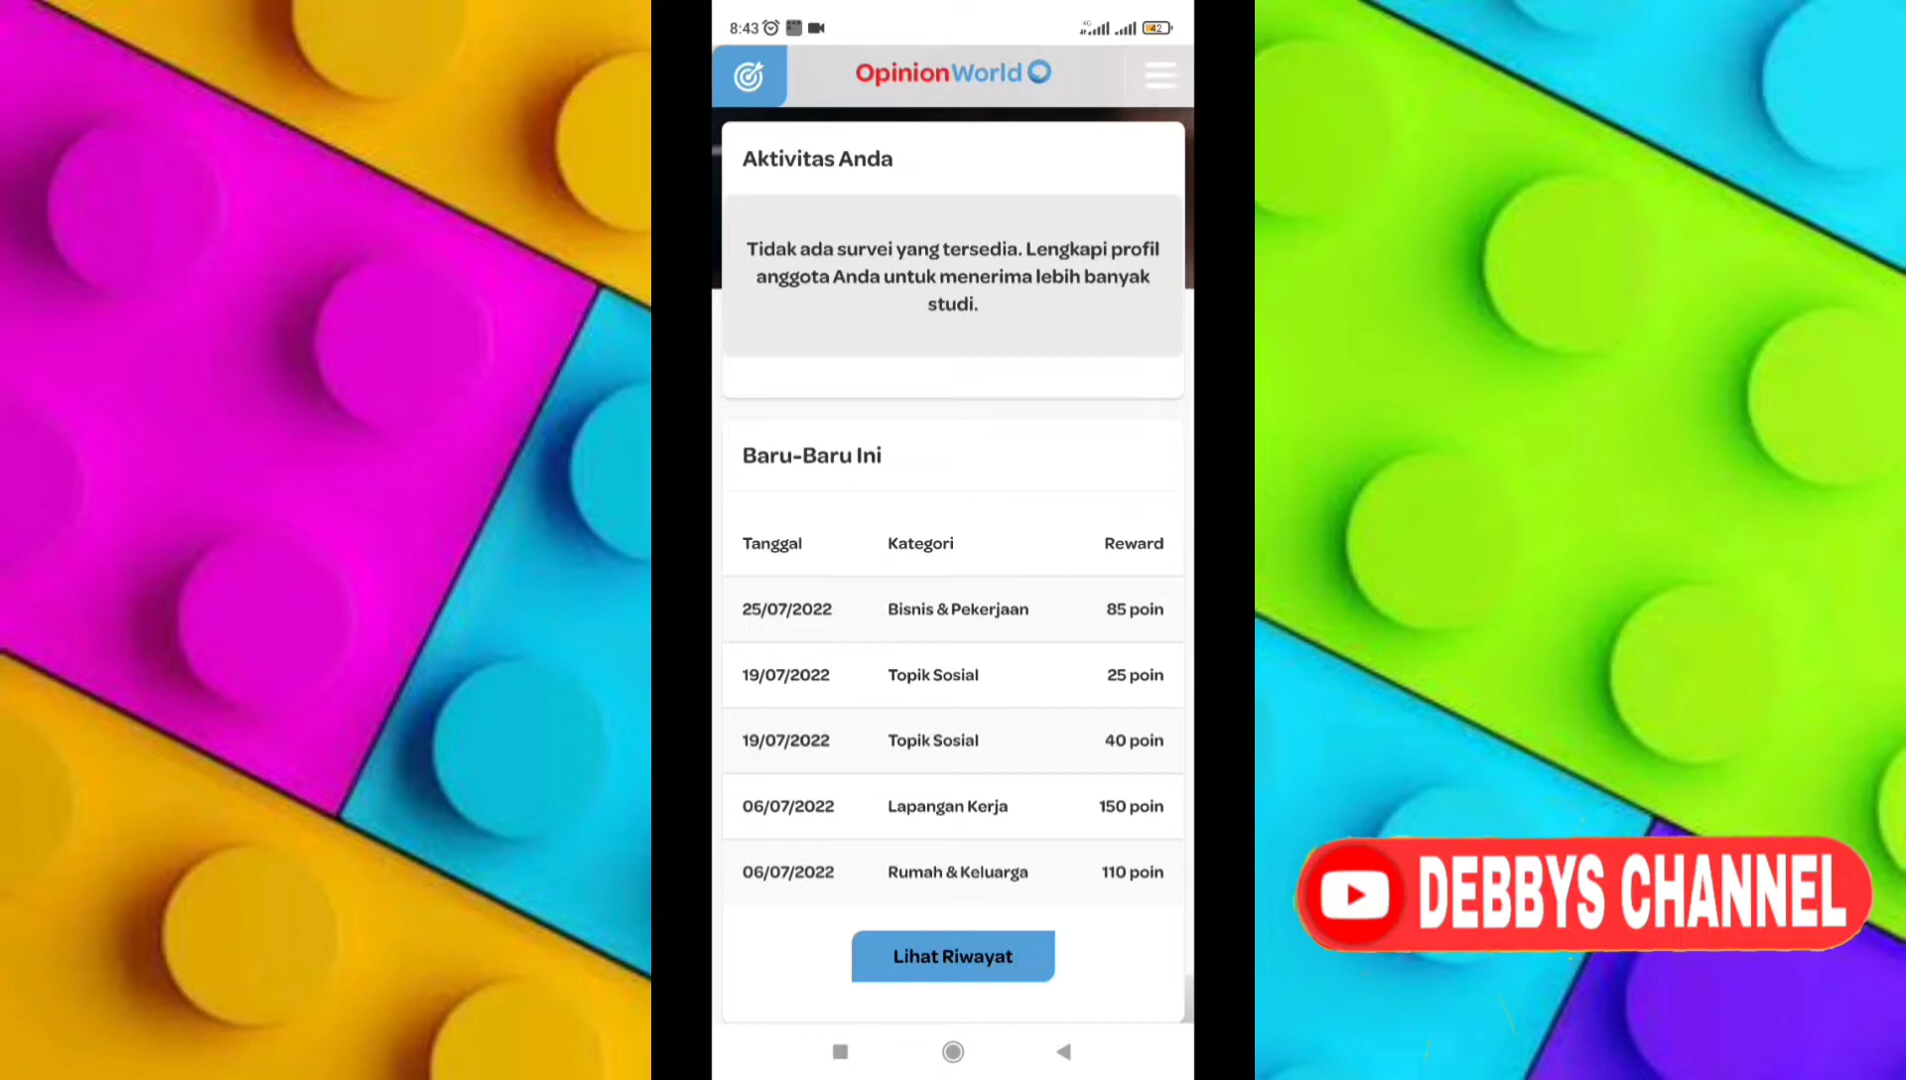 8:43
4G
42
OpinionWorld
Aktivitas Anda
Tidak ada survei yang tersedia. Lengkapi profil
anggota Anda untuk menerima lebih banyak
studi.
Baru-Baru Ini
Tanggal Kategori Reward
25/07/2022 Bisnis & Pekerjaan 85 poin
19/07/2022 Topik Sosial 25 poin
19/07/2022 Topik Sosial 40 poin
06/07/2022 Lapangan Kerja 150 poin
06/07/2022 Rumah & Keluarga 110 poin
Lihat Riwayat
DEBBYS CHANNEL